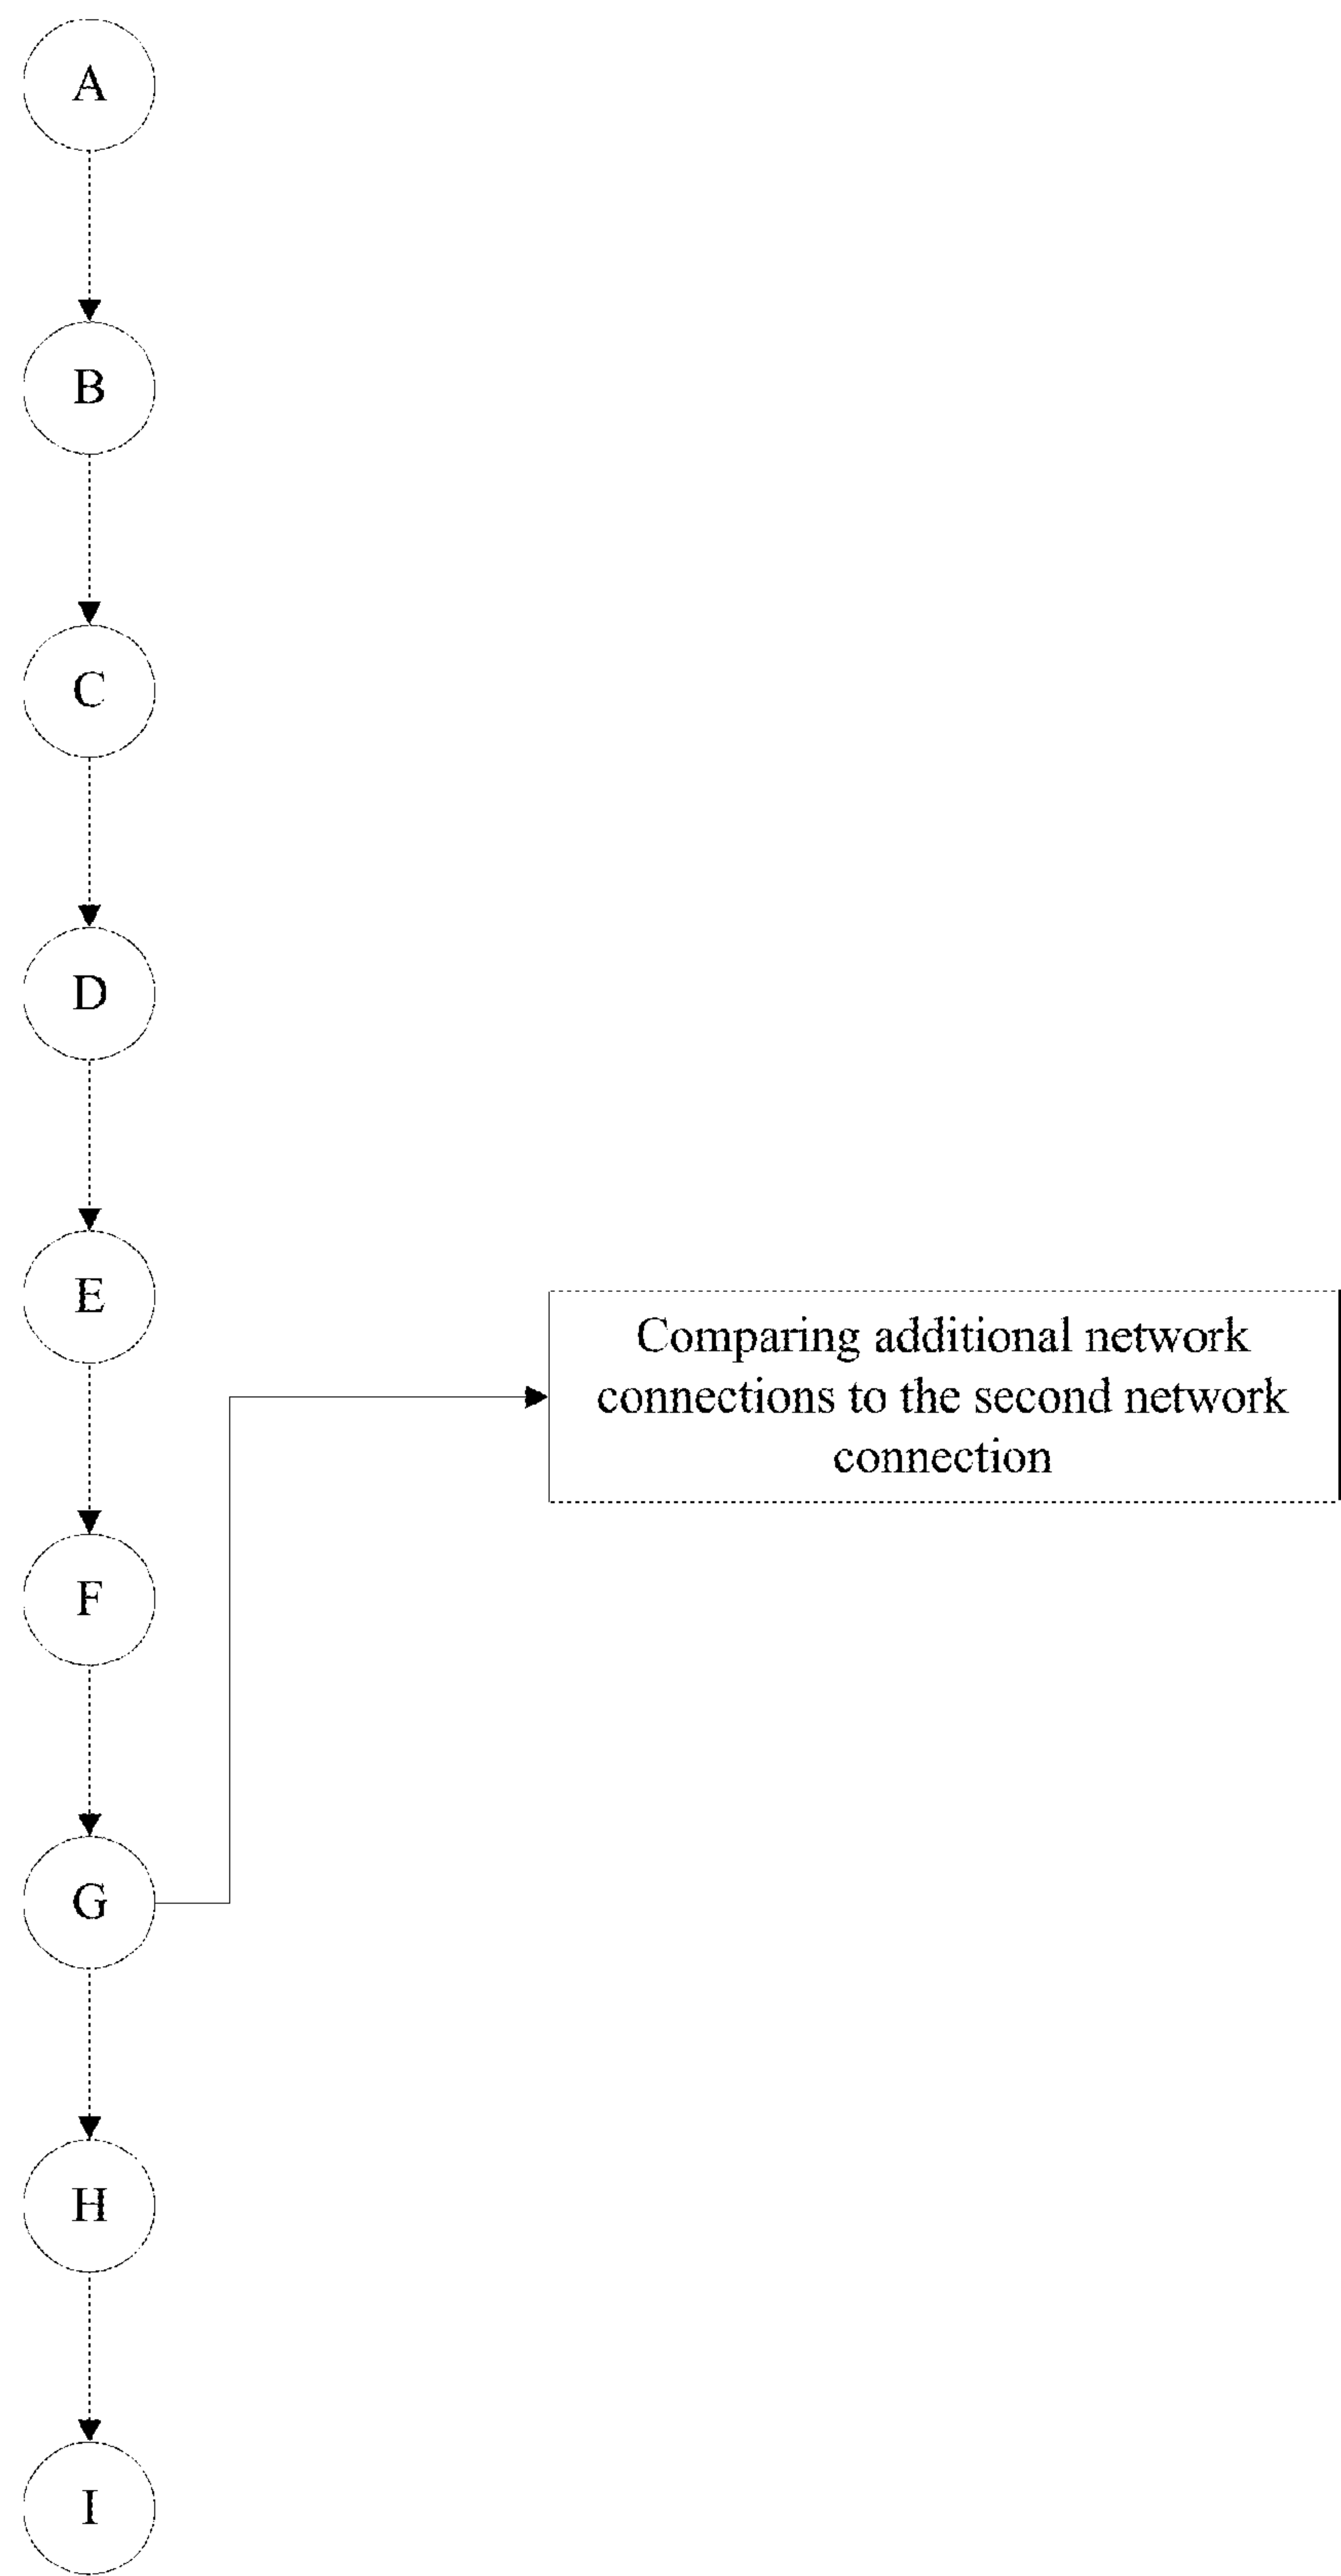 A
B
C
D
E
Comparing additional network
connections to the second network
connection
F
G
H
I